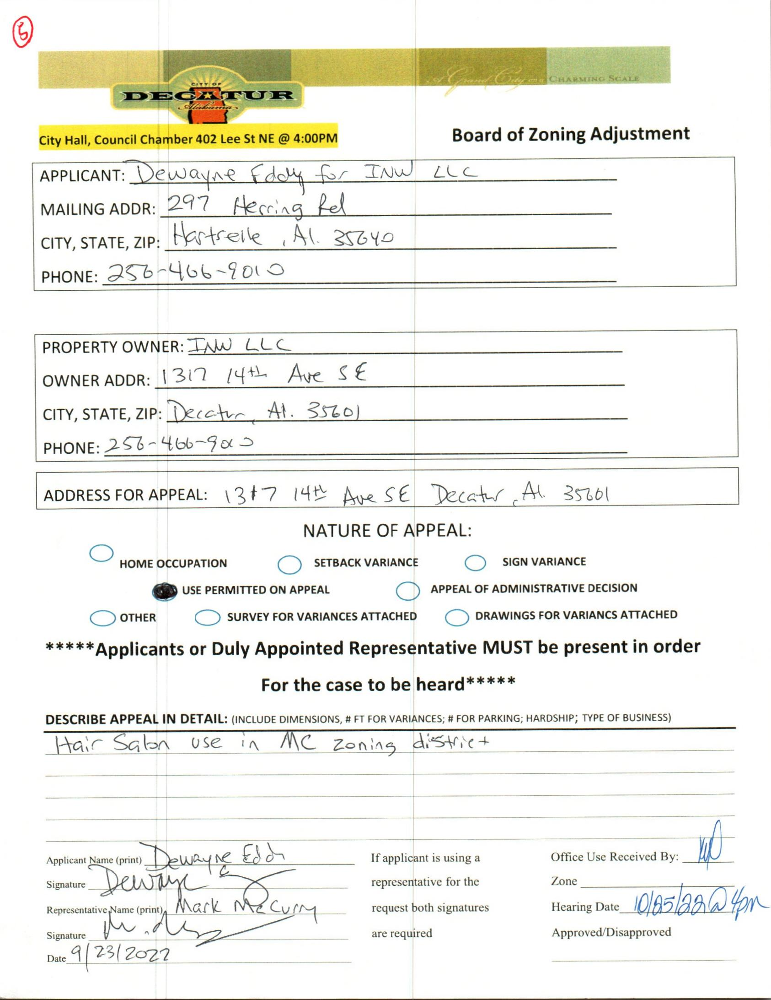 5
A Grand City on a CHARMING SCALE
CITY OF
DECATUR
Alabama
City Hall, Council Chamber 402 Lee St NE @ 4:00PM
Board of Zoning Adjustment
APPLICANT: Dewayne Eddy for INW LLC
MAILING ADDR: 297 Herring Rd
CITY, STATE, ZIP: Hartselle, Al. 35640
PHONE: 256-466-9010
PROPERTY OWNER: INW LLC
OWNER ADDR: 1317 14th Ave SE
CITY, STATE, ZIP: Decatur, Al. 35601
PHONE: 256-466-9010
ADDRESS FOR APPEAL: 1317 14th Ave SE Decatur, Al. 35601
NATURE OF APPEAL:
HOME OCCUPATION SETBACK VARIANCE SIGN VARIANCE
USE PERMITTED ON APPEAL APPEAL OF ADMINISTRATIVE DECISION
OTHER SURVEY FOR VARIANCES ATTACHED DRAWINGS FOR VARIANCS ATTACHED
*****Applicants or Duly Appointed Representative MUST be present in order
For the case to be heard*****
DESCRIBE APPEAL IN DETAIL: (INCLUDE DIMENSIONS, # FT FOR VARIANCES; # FOR PARKING; HARDSHIP; TYPE OF BUSINESS)
Hair Salon use in MC zoning district
Applicant Name (print) Dewayne Eddy
Signature Dewayne
Representative Name (print) Mark McCurry
Signature
Date 9/23/2022
If applicant is using a
representative for the
request both signatures
are required
Office Use Received By:
Zone
Hearing Date 10/25/22 @ 4pm
Approved/Disapproved